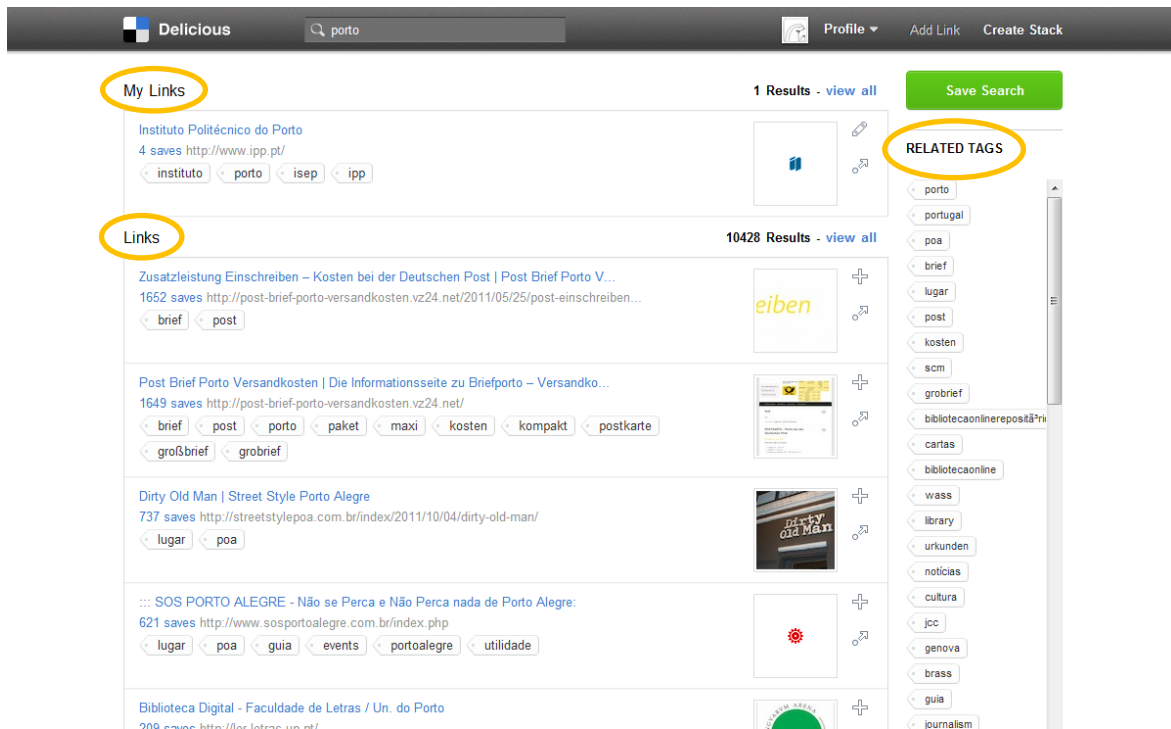 Delicious
porto
Profile
Add Link
Create Stack
My Links
1 Results - view all
Instituto Politécnico do Porto
4 saves http://www.ipp.pt/
instituto porto isep ipp
Links
10428 Results - view all
Zusatzleistung Einschreiben – Kosten bei der Deutschen Post | Post Brief Porto V...
1652 saves http://post-brief-porto-versandkosten.vz24.net/2011/05/25/post-einschreiben...
brief post
eiben
Post Brief Porto Versandkosten | Die Informationsseite zu Briefporto – Versandko...
1649 saves http://post-brief-porto-versandkosten.vz24.net/
brief post porto paket maxi kosten kompakt postkarte
großbrief grobrief
Dirty Old Man | Street Style Porto Alegre
737 saves http://streetstylepoa.com.br/index/2011/10/04/dirty-old-man/
lugar poa
Dirty
Old Man
::: SOS PORTO ALEGRE - Não se Perca e Não Perca nada de Porto Alegre:
621 saves http://www.sosportoalegre.com.br/index.php
lugar poa guia events portoalegre utilidade
Biblioteca Digital - Faculdade de Letras / Un. do Porto
209 saves http://ler.letras.up.pt/
Save Search
RELATED TAGS
porto
portugal
poa
brief
lugar
post
kosten
scm
grobrief
bibliotecaonlinereposità³ri
cartas
bibliotecaonline
wass
library
urkunden
notícias
cultura
jcc
genova
brass
guia
journalism